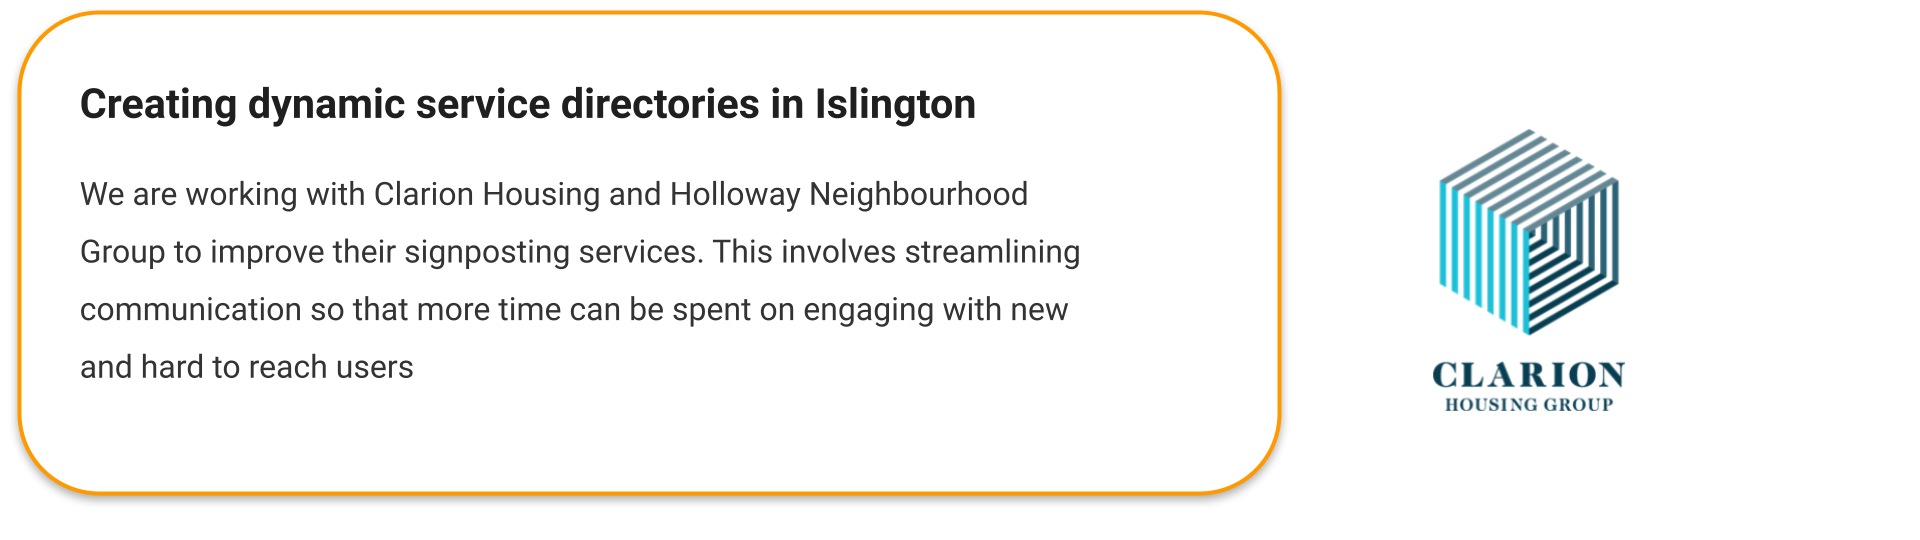 Creating dynamic service directories in Islington
We are working with Clarion Housing and Holloway Neighbourhood
Group to improve their signposting services. This involves streamlining
communication so that more time can be spent on engaging with new
and hard to reach users
CLARION
HOUSING GROUP